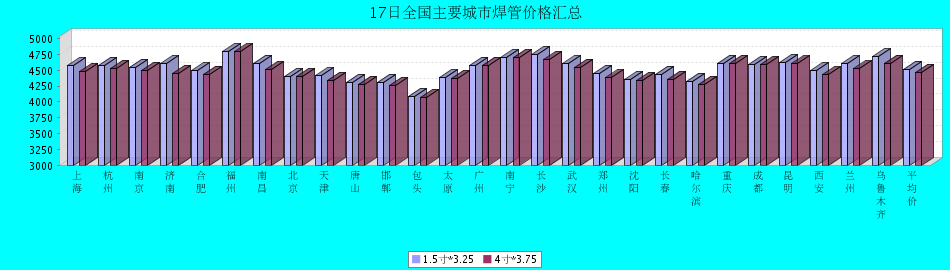 17日全国主要城市焊管价格汇总
5000
4750
4500
4250
4000
3750
3500
3250
3000
上海
杭州
南京
济南
合肥
福州
南昌
北京
天津
唐山
邯郸
包头
太原
广州
南宁
长沙
武汉
郑州
沈阳
长春
哈尔滨
重庆
成都
昆明
西安
兰州
乌鲁木齐
平均价
1.5寸*3.25
4寸*3.75